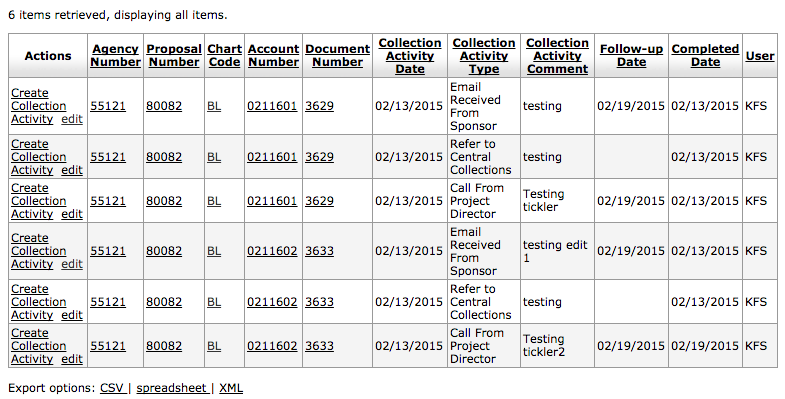 6 items retrieved, displaying all items.
Actions Agency Number Proposal Number Chart Code Account Number Document Number Collection Activity Date Collection Activity Type Collection Activity Comment Follow-up Date Completed Date User
Create Collection Activity edit 55121 80082 BL 0211601 3629 02/13/2015 Email Received From Sponsor testing 02/19/2015 02/13/2015 KFS
Create Collection Activity edit 55121 80082 BL 0211601 3629 02/13/2015 Refer to Central Collections testing 02/13/2015 KFS
Create Collection Activity edit 55121 80082 BL 0211601 3629 02/13/2015 Call From Project Director Testing tickler 02/19/2015 02/13/2015 KFS
Create Collection Activity edit 55121 80082 BL 0211602 3633 02/13/2015 Email Received From Sponsor testing edit 1 02/19/2015 02/13/2015 KFS
Create Collection Activity edit 55121 80082 BL 0211602 3633 02/13/2015 Refer to Central Collections testing 02/13/2015 KFS
Create Collection Activity edit 55121 80082 BL 0211602 3633 02/13/2015 Call From Project Director Testing tickler2 02/19/2015 02/19/2015 KFS
Export options: CSV | spreadsheet | XML